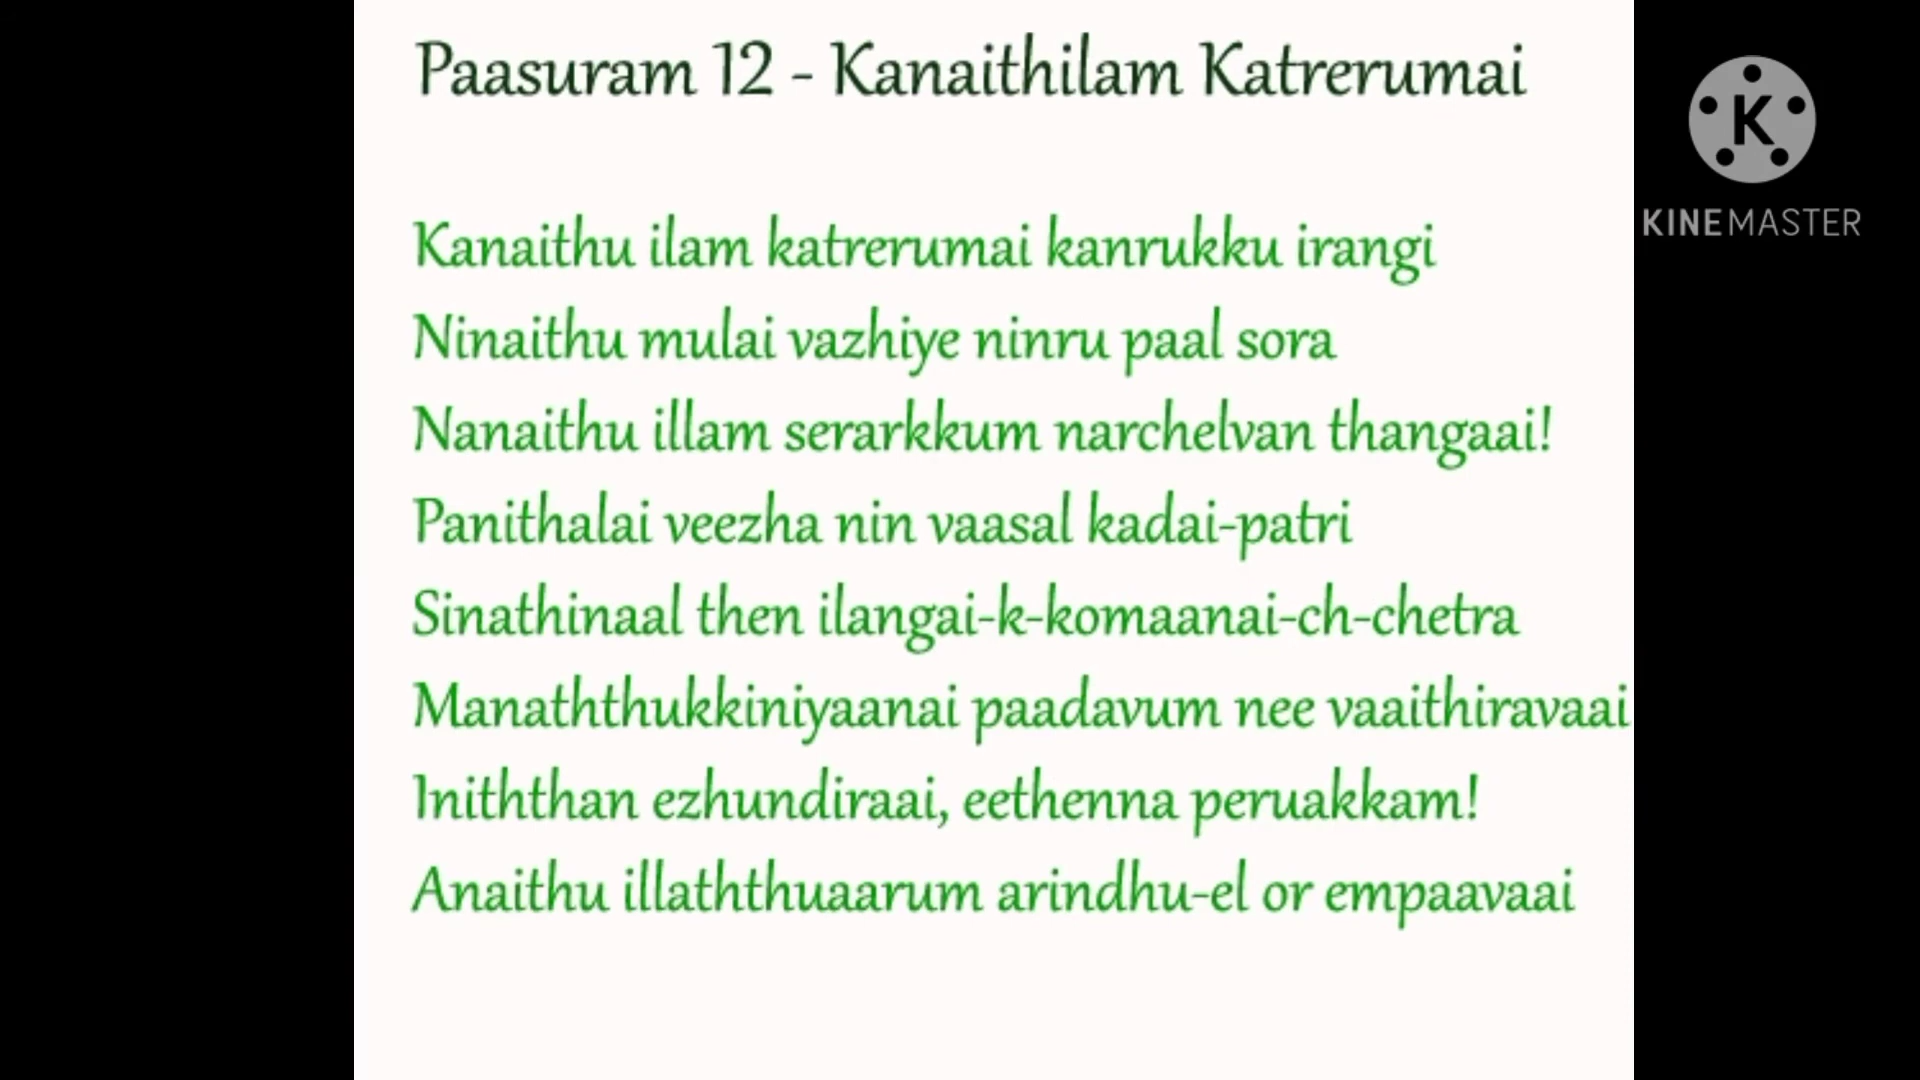 Paasuram 12 - Kanaithilam Katrerumai
Kanaithu ilam katrerumai kanrukku irangi
Ninaithu mulai vazhiye ninru paal sora
Nanaithu illam serarkkum narchelvan thangaai!
Panithalai veezha nin vaasal kadai-patri
Sinathinaal then ilangai-k-komaanai-ch-chetra
Manaththukkiniyaanai paadavum nee vaaithiravaai
Iniththan ezhundiraai, eethenna peruakkam!
Anaithu illaththuaarum arindhu-el or empaavaai
K
KINEMASTER